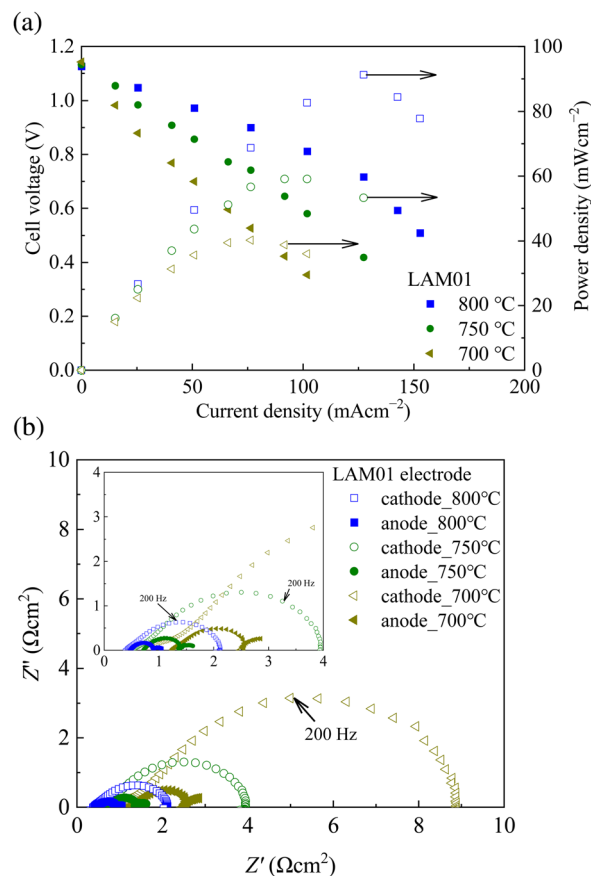 (a)
1.2
1.0
0.8
0.6
0.4
0.2
0.0
Cell voltage (V)
100
80
60
40
20
0
Power density (mWcm⁻²)
LAM01
800 °C
750 °C
700 °C
0
50
100
150
200
Current density (mAcm⁻²)
(b)
10
8
6
4
2
0
Z″ (Ωcm²)
4
3
2
1
0
200 Hz
200 Hz
0
1
2
3
4
LAM01 electrode
cathode_800°C
anode_800°C
cathode_750°C
anode_750°C
cathode_700°C
anode_700°C
200 Hz
0
2
4
6
8
10
Z′ (Ωcm²)